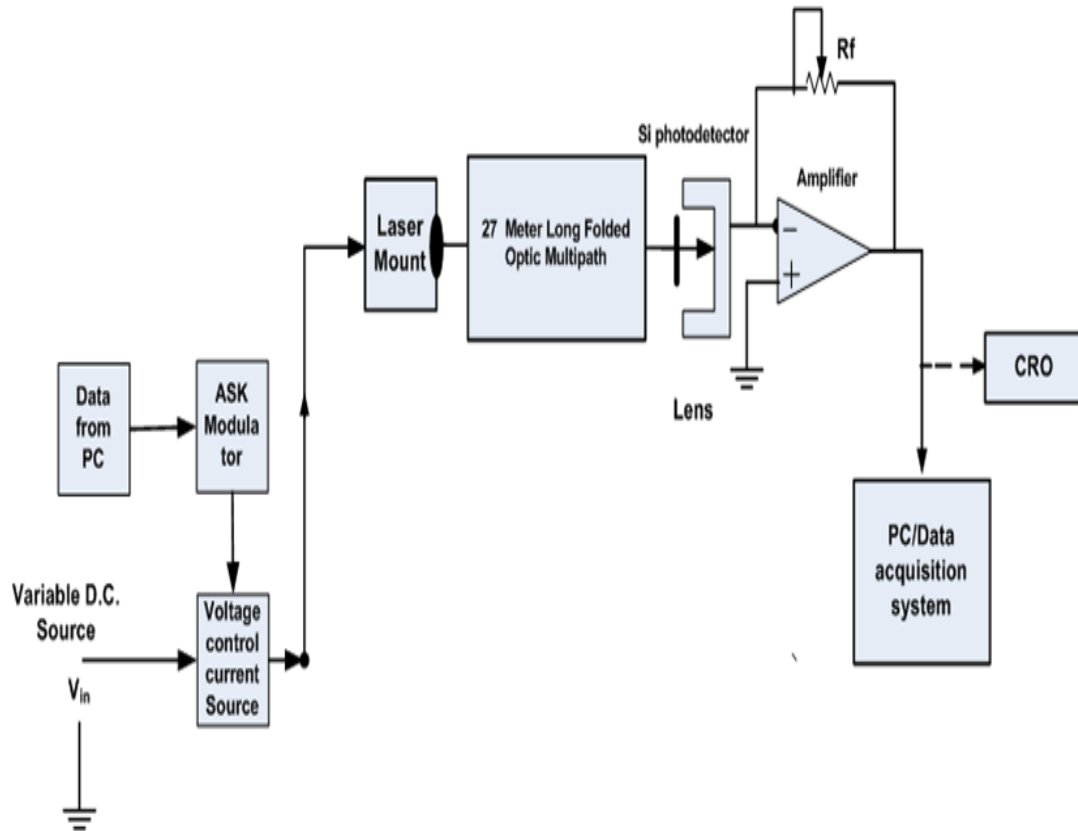 Rf
Si photodetector
Amplifier
Laser
Mount
27 Meter Long Folded
Optic Multipath
−
+
Lens
CRO
Data
from
PC
ASK
Modula
tor
PC/Data
acquisition
system
Variable D.C.
Source
Vin
Voltage
control
current
Source